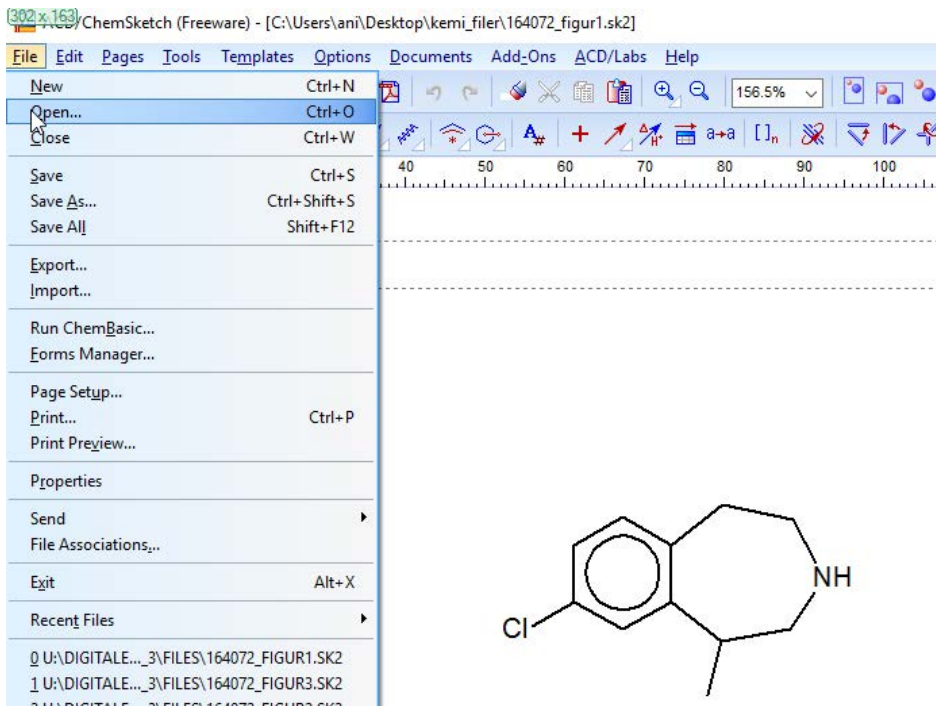 302 x 163
/ChemSketch (Freeware) - [C:\Users\ani\Desktop\kemi_filer\164072_figur1.sk2]
File Edit Pages Tools Templates Options Documents Add-Ons ACD/Labs Help
New Ctrl+N
156.5%
Open... Ctrl+O
Close Ctrl+W
40 50 60 70 80 90 100
Save Ctrl+S
Save As... Ctrl+Shift+S
Save All Shift+F12
Export...
Import...
Run ChemBasic...
Forms Manager...
Page Setup...
Print... Ctrl+P
Print Preview...
Properties
Send
File Associations...
Exit Alt+X
Recent Files
0 U:\DIGITALE..._3\FILES\164072_FIGUR1.SK2
1 U:\DIGITALE..._3\FILES\164072_FIGUR3.SK2
NH
Cl